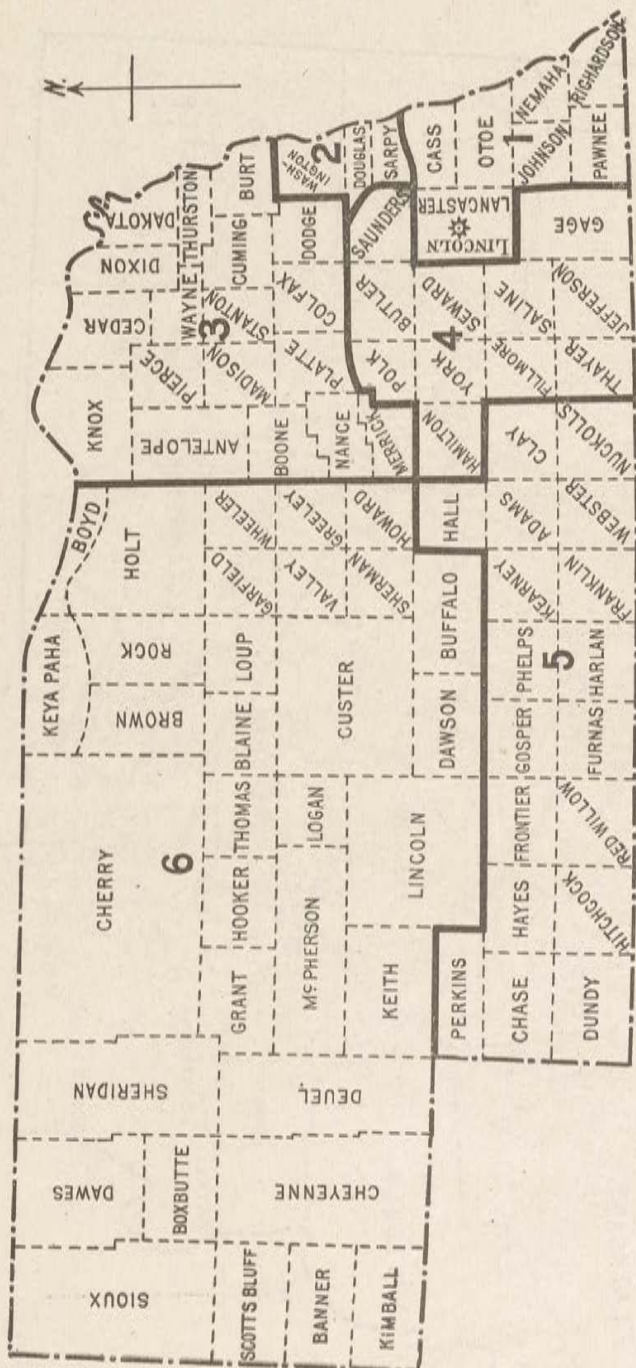 N.
SIOUX
DAWES
BOXBUTTE
SHERIDAN
SCOTTS BLUFF
BANNER
KIMBALL
CHEYENNE
DEUEL
CHERRY
6
GRANT
HOOKER
THOMAS
BLAINE
LOUP
GARFIELD
WHEELER
MCPHERSON
LOGAN
CUSTER
VALLEY
GREELEY
SHERMAN
HOWARD
KEITH
LINCOLN
DAWSON
BUFFALO
HALL
KEYA PAHA
BROWN
ROCK
BOYD
HOLT
PERKINS
CHASE
HAYES
FRONTIER
GOSPER
PHELPS
KEARNEY
ADAMS
CLAY
DUNDY
HITCHCOCK
RED WILLOW
FURNAS
HARLAN
5
FRANKLIN
WEBSTER
NUCKOLLS
KNOX
CEDAR
DIXON
DAKOTA
ANTELOPE
PIERCE
WAYNE
THURSTON
3
MADISON
STANTON
CUMING
BURT
BOONE
PLATTE
COLFAX
DODGE
NANCE
MERRICK
WASH-
INGTON
2
DOUGLAS
SARPY
POLK
BUTLER
SAUNDERS
HAMILTON
YORK
4
SEWARD
FILLMORE
SALINE
THAYER
JEFFERSON
GAGE
LANCASTER
LINCOLN
CASS
OTOE
1
JOHNSON
NEMAHA
PAWNEE
RICHARDSON